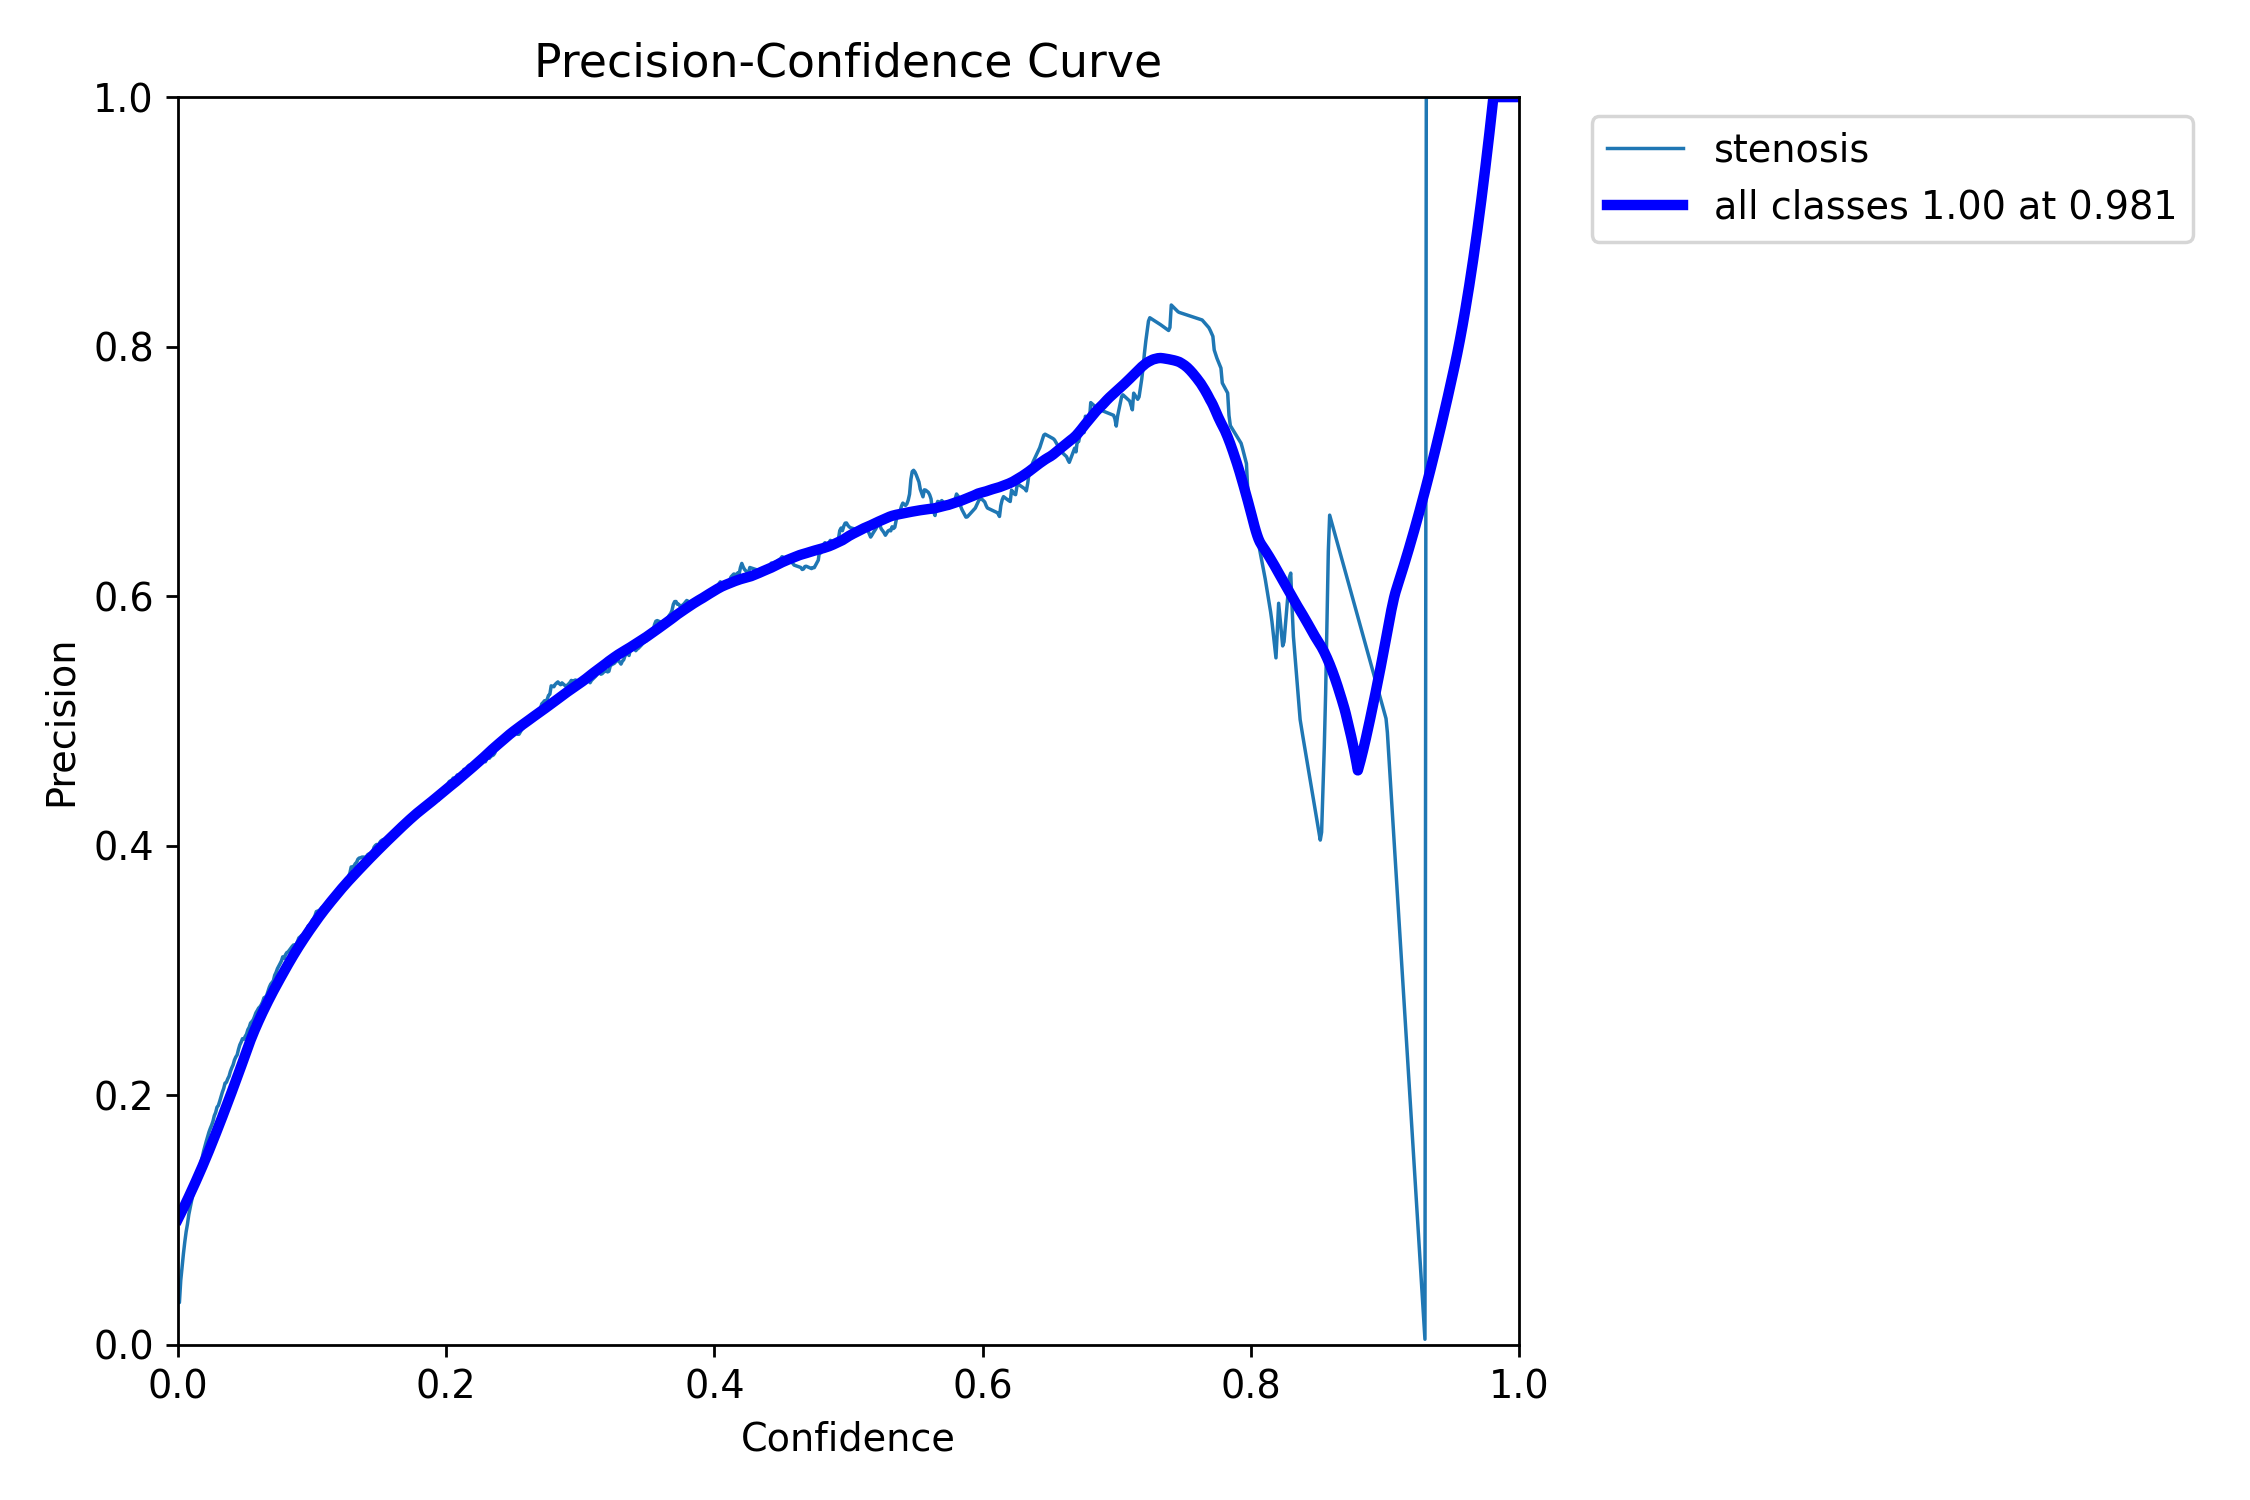 Precision-Confidence Curve
1.0
0.8
0.6
0.4
0.2
0.0
Precision
0.0 0.2 0.4 0.6 0.8 1.0
Confidence
stenosis
all classes 1.00 at 0.981